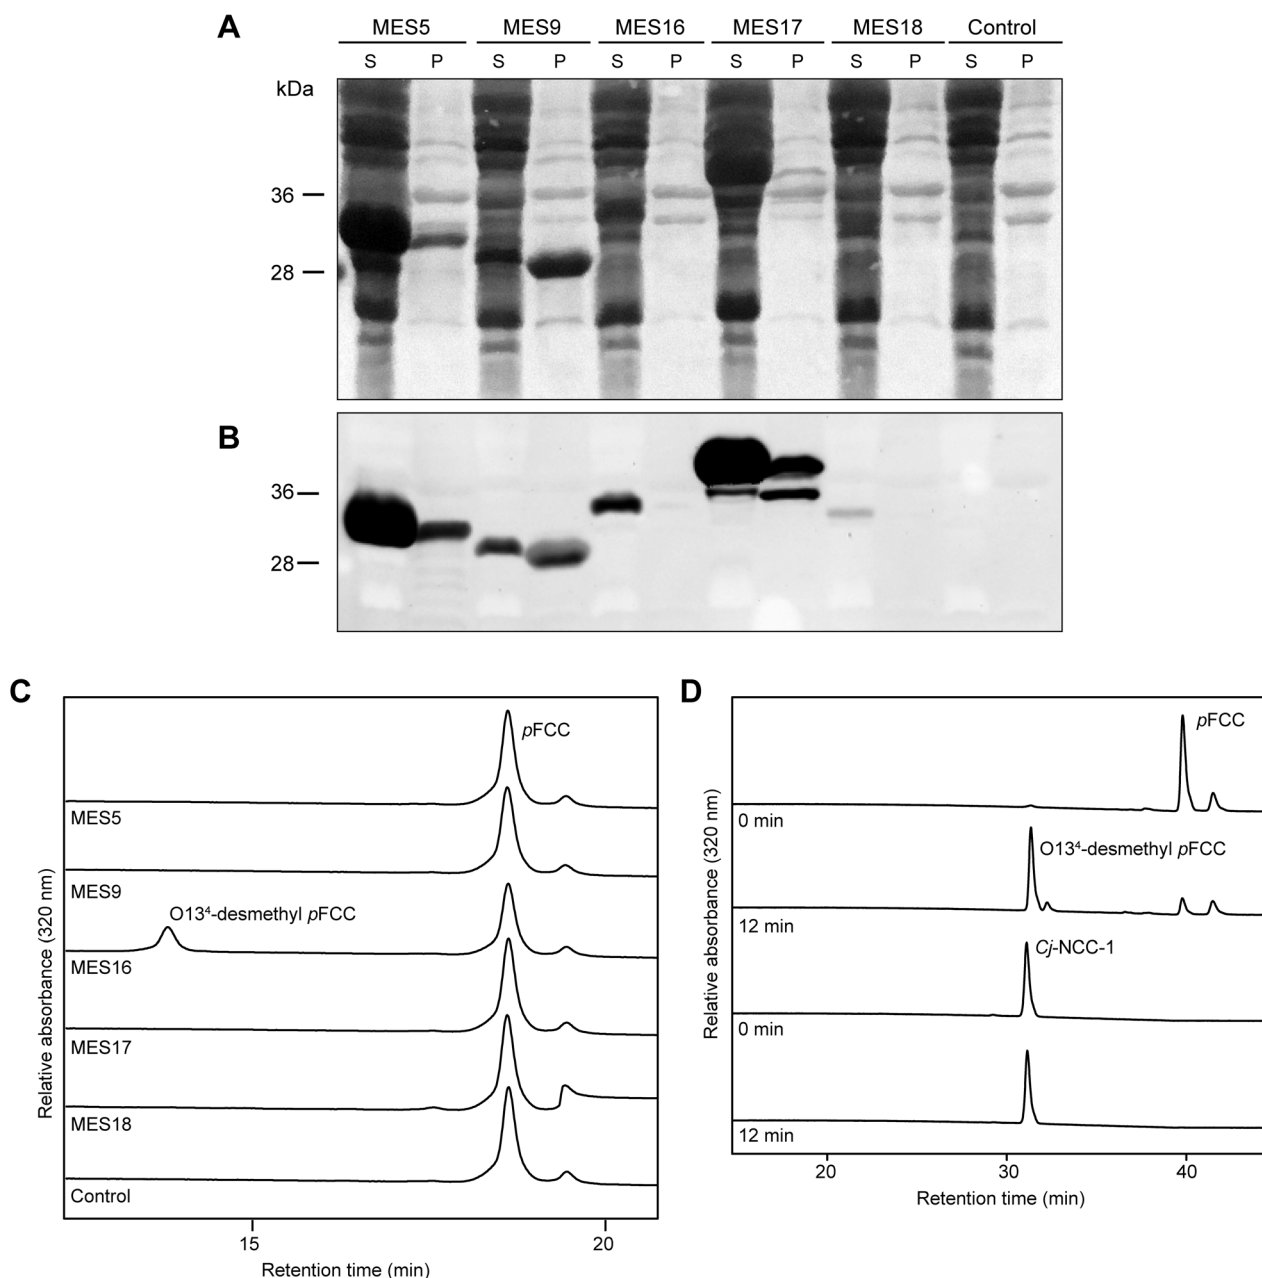 A
MES5 MES9 MES16 MES17 MES18 Control
S P S P S P S P S P S P
kDa
36
28
B
36
28
C
pFCC
MES5
MES9
O13⁴-desmethyl pFCC
MES16
MES17
MES18
Control
15 20
Retention time (min)
Relative absorbance (320 nm)
D
pFCC
0 min
O13⁴-desmethyl pFCC
12 min
Cj-NCC-1
0 min
12 min
20 30 40
Retention time (min)
Relative absorbance (320 nm)